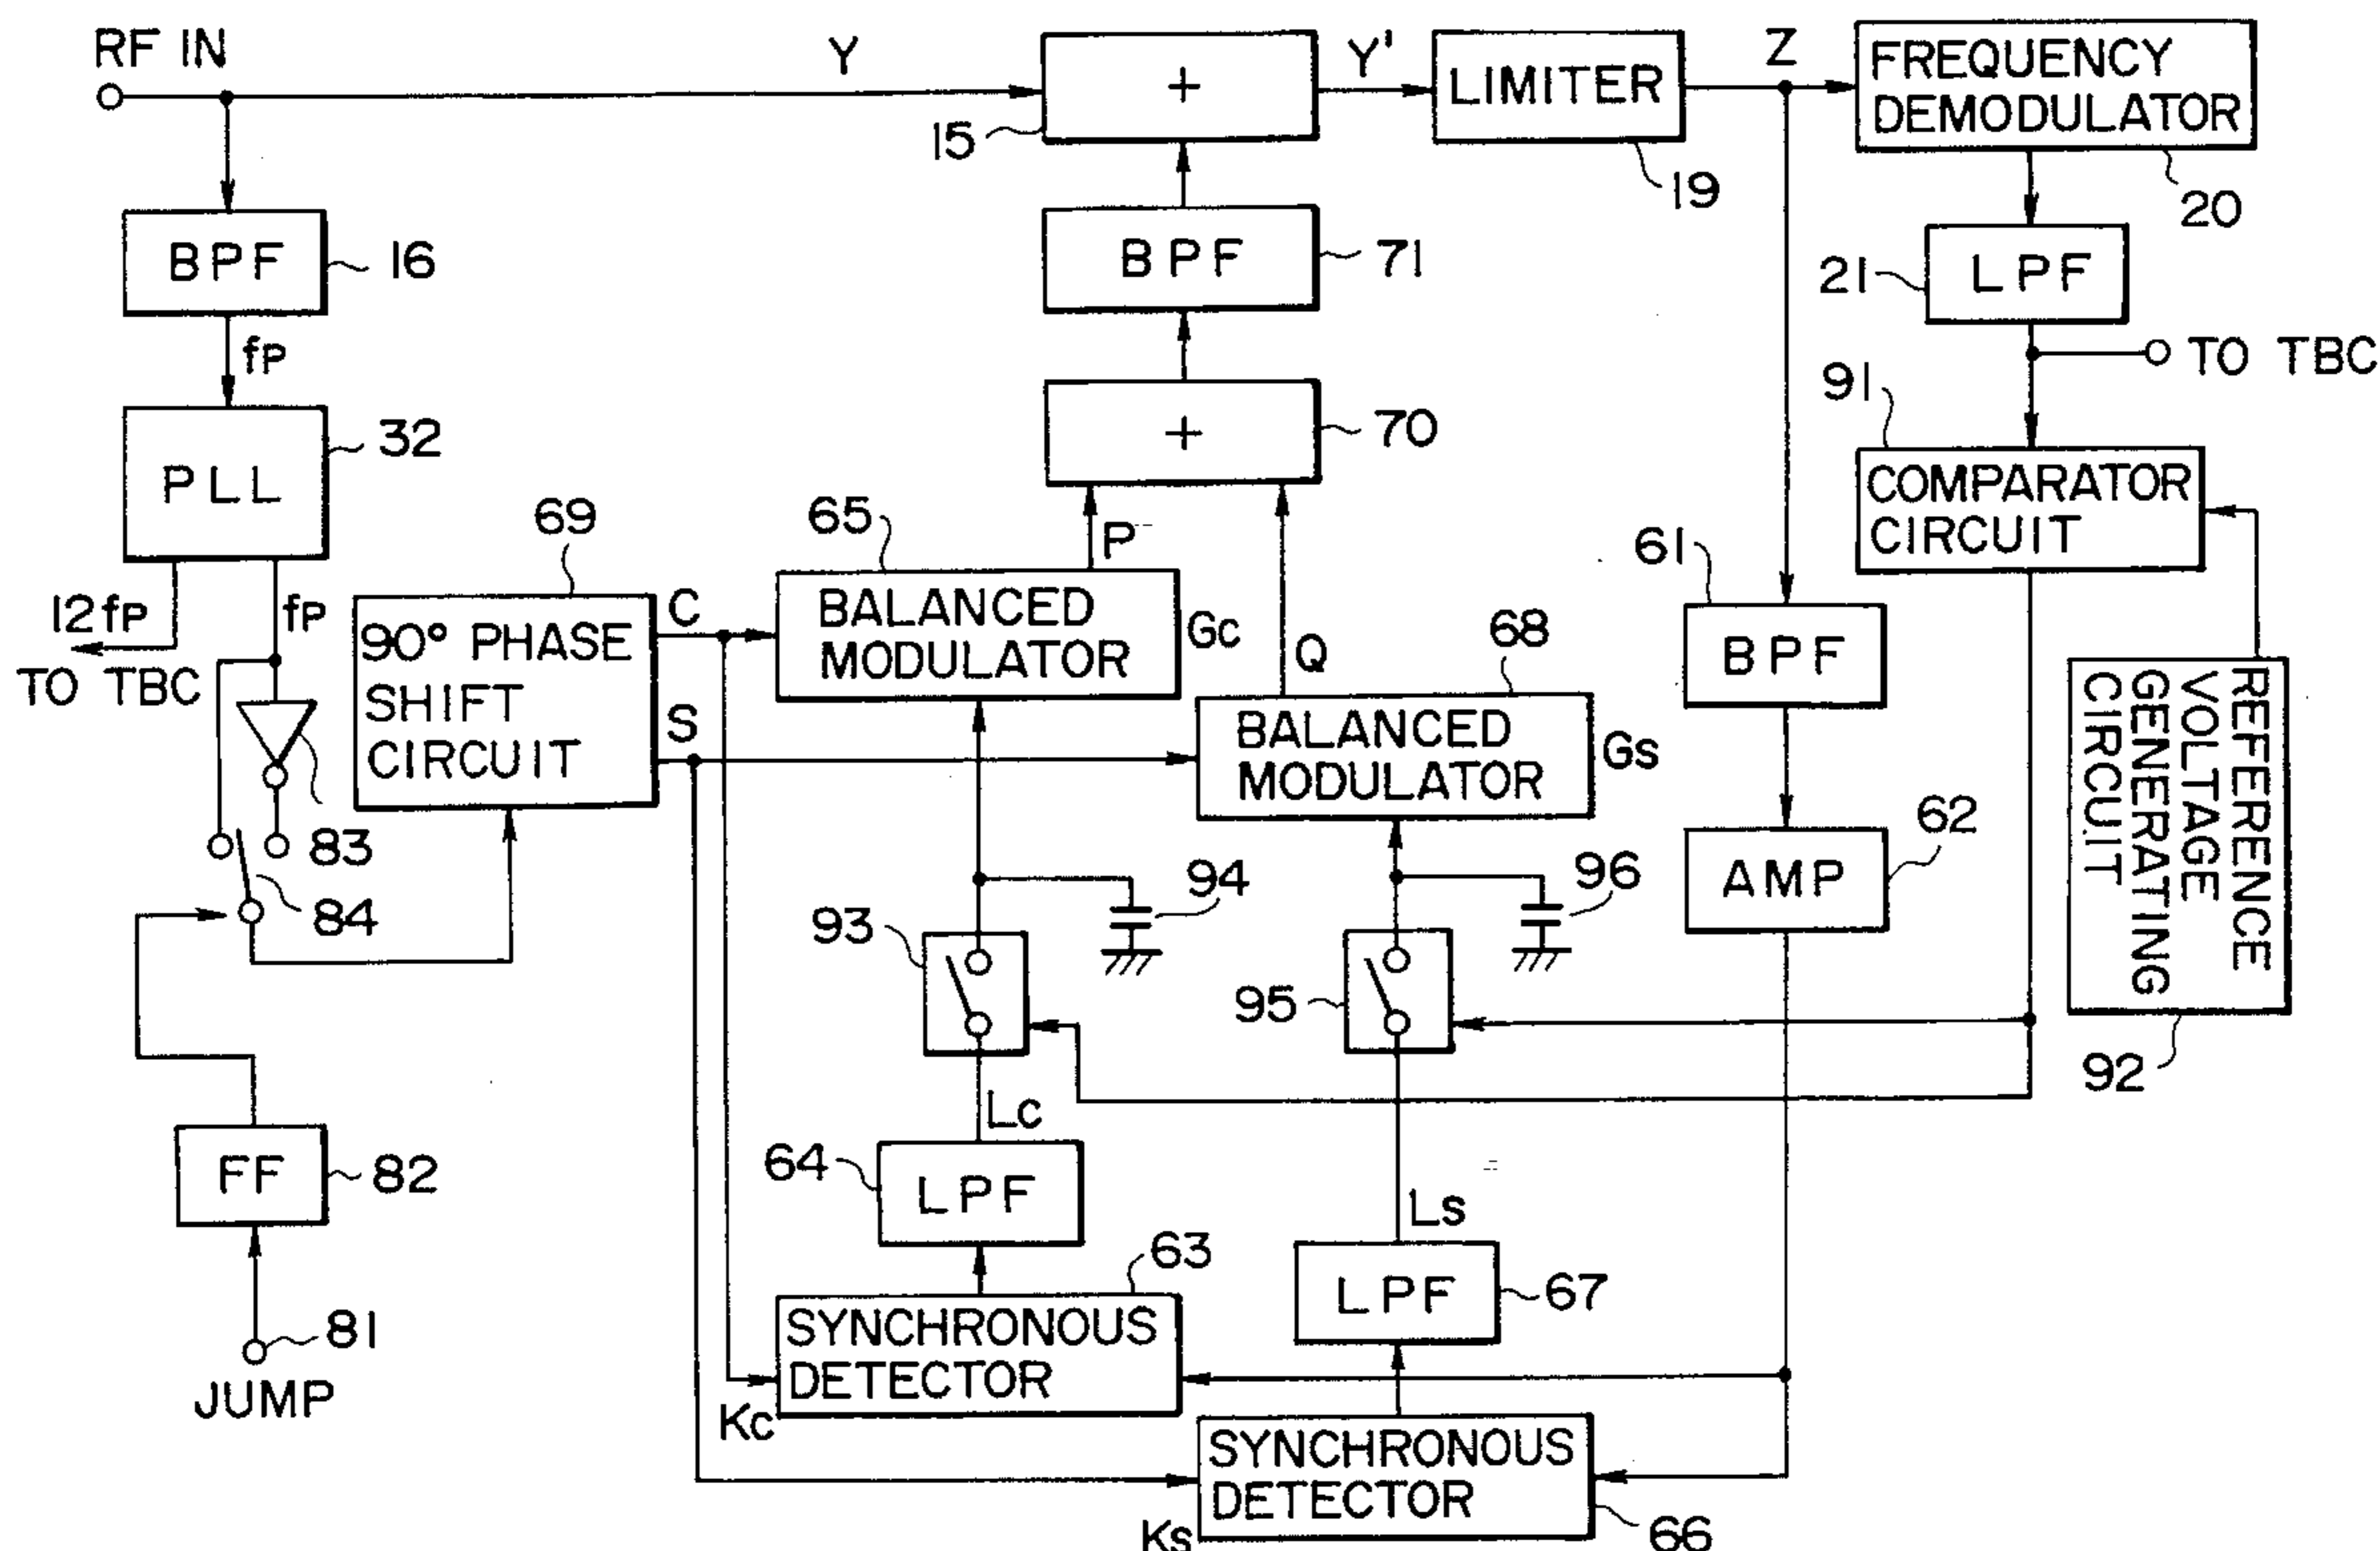 RF IN
Y
+
15
Y'
LIMITER
19
Z
FREQUENCY
DEMODULATOR
20
BPF
16
fP
PLL
32
12fP
TO TBC
fP
83
84
FF
82
81
JUMP
69
90° PHASE
SHIFT
CIRCUIT
C
S
BPF
71
+
70
P
Q
65
BALANCED
MODULATOR
Gc
68
BALANCED
MODULATOR
Gs
93
94
95
96
Lc
64
LPF
63
SYNCHRONOUS
DETECTOR
Kc
Ls
LPF
67
SYNCHRONOUS
DETECTOR
Ks
66
21
LPF
TO TBC
91
COMPARATOR
CIRCUIT
61
BPF
62
AMP
REFERENCE
VOLTAGE
GENERATING
CIRCUIT
92